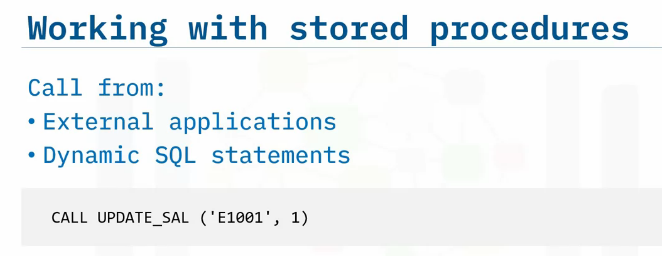 Working with stored procedures
Call from:
• External applications
• Dynamic SQL statements
CALL UPDATE_SAL ('E1001', 1)